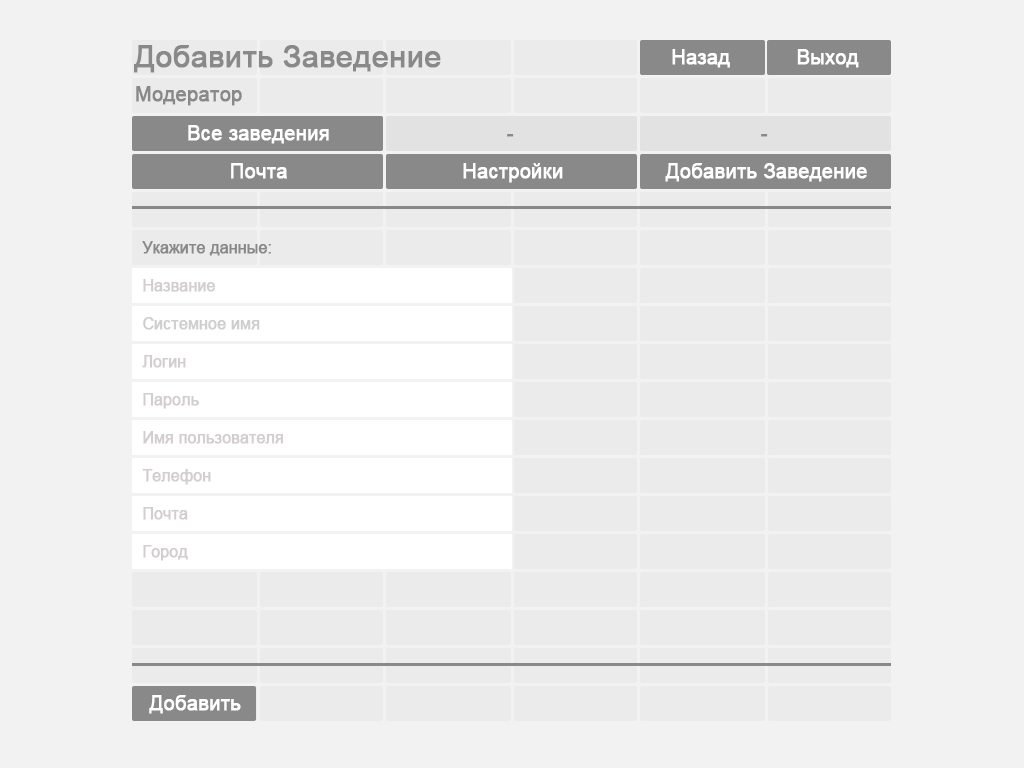 Добавить Заведение
Назад
Выход
Модератор
Все заведения
-
-
Почта
Настройки
Добавить Заведение
Укажите данные:
Название
Системное имя
Логин
Пароль
Имя пользователя
Телефон
Почта
Город
Добавить